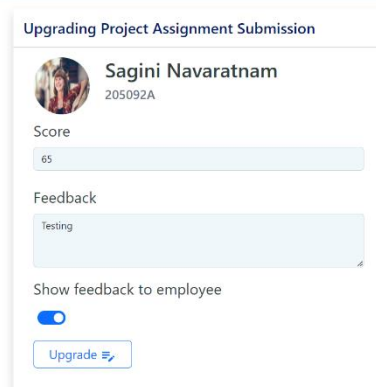 Upgrading Project Assignment Submission
Sagini Navaratnam
205092A
Score
65
Feedback
Testing
Show feedback to employee
Upgrade